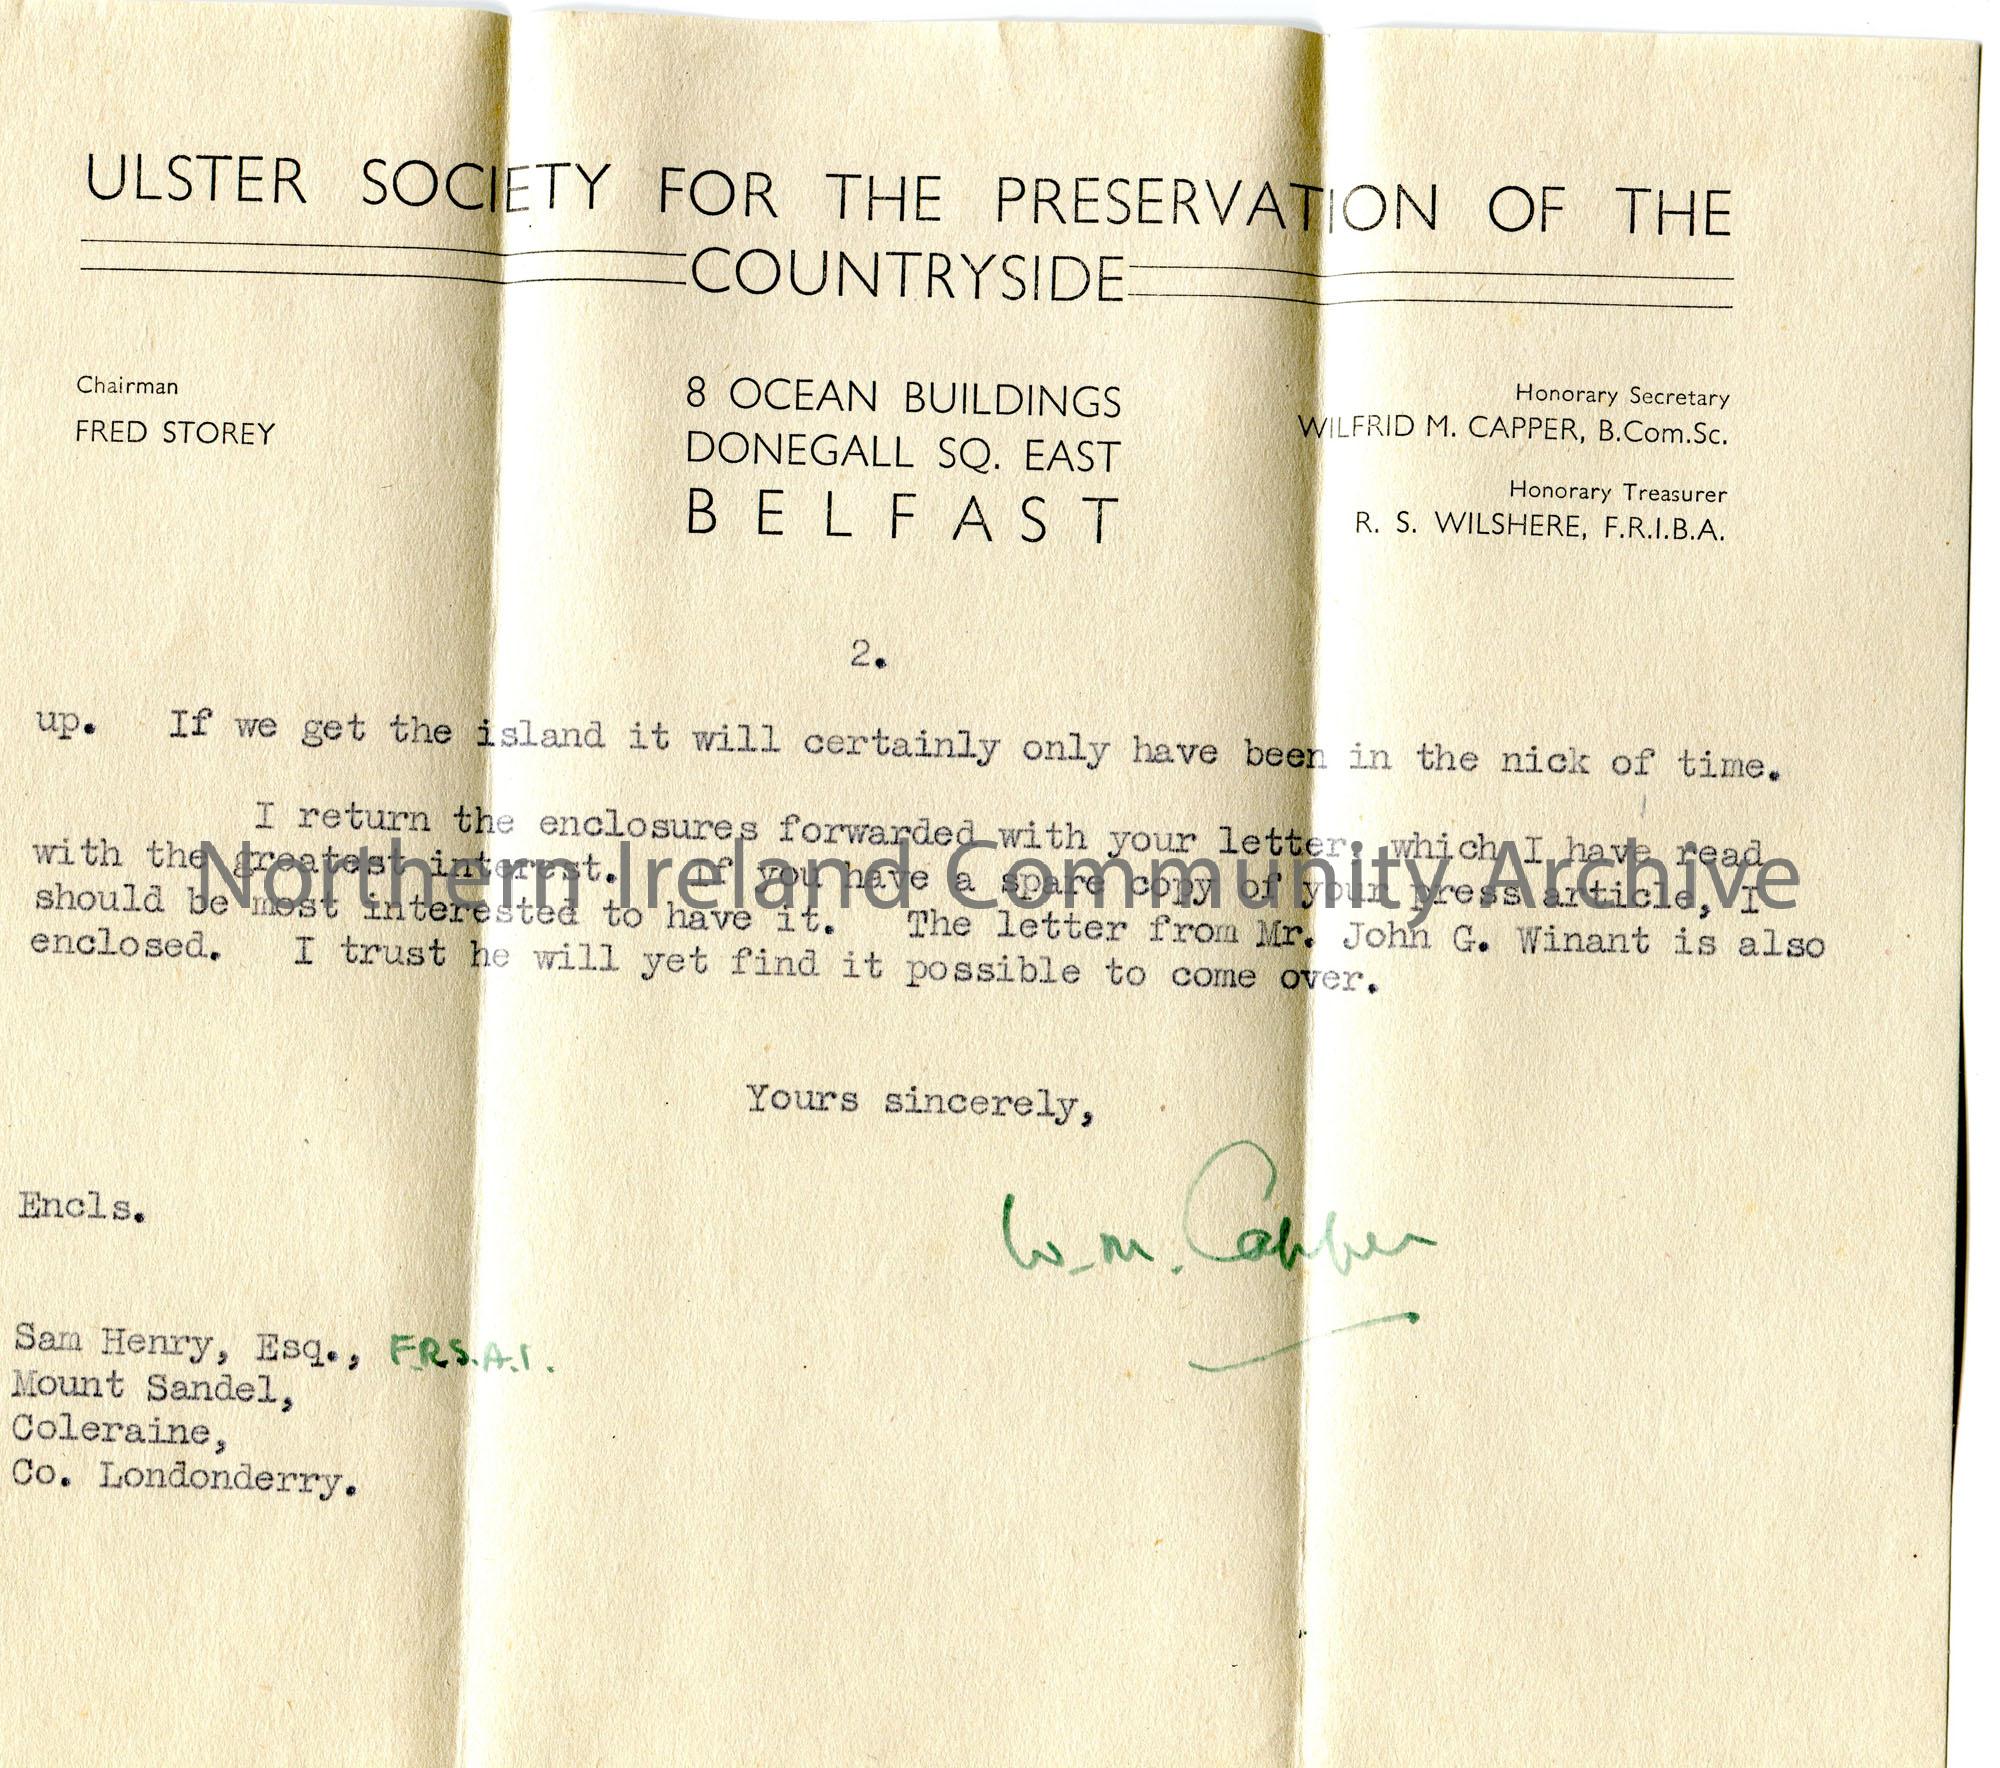 ULSTER SOCIETY FOR THE PRESERVATION OF THE
COUNTRYSIDE
Chairman
FRED STOREY
8 OCEAN BUILDINGS
DONEGALL SQ. EAST
BELFAST
Honorary Secretary
WILFRID M. CAPPER, B.Com.Sc.
Honorary Treasurer
R. S. WILSHERE, F.R.I.B.A.
2.
up. If we get the island it will certainly only have been in the nick of time.
I return the enclosures forwarded with your letter, which I have read
with the greatest interest. If you have a spare copy of your press article, I
should be most interested to have it. The letter from Mr. John G. Winant is also
enclosed. I trust he will yet find it possible to come over.
Northern Ireland Community Archive
Yours sincerely,
W. M. Capper
Encls.
Sam Henry, Esq., F.R.S.A.I.
Mount Sandel,
Coleraine,
Co. Londonderry.